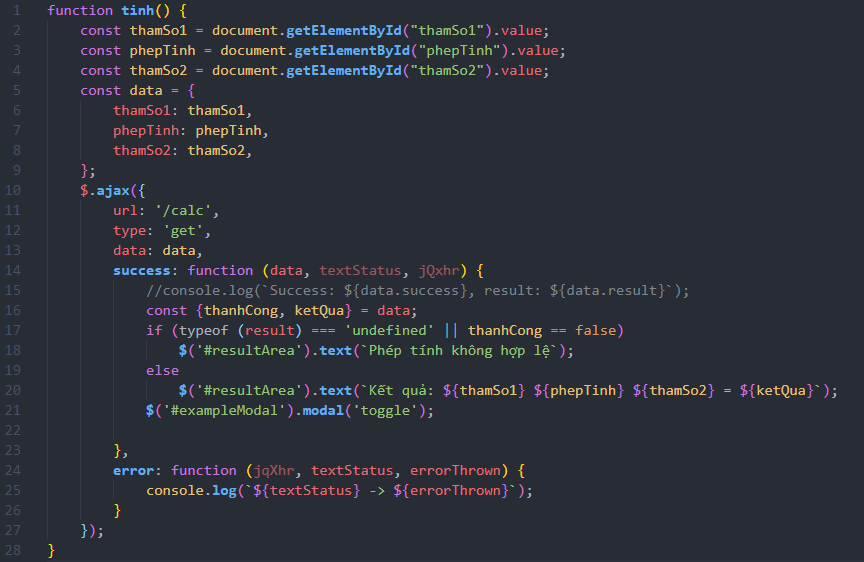 1 function tinh() {
2     const thamSo1 = document.getElementById("thamSo1").value;
3     const phepTinh = document.getElementById("phepTinh").value;
4     const thamSo2 = document.getElementById("thamSo2").value;
5     const data = {
6         thamSo1: thamSo1,
7         phepTinh: phepTinh,
8         thamSo2: thamSo2,
9     };
10     $.ajax({
11         url: '/calc',
12         type: 'get',
13         data: data,
14         success: function (data, textStatus, jQxhr) {
15             //console.log(`Success: ${data.success}, result: ${data.result}`);
16             const {thanhCong, ketQua} = data;
17             if (typeof (result) === 'undefined' || thanhCong == false)
18                 $('#resultArea').text(`Phép tính không hợp lệ`);
19             else
20                 $('#resultArea').text(`Kết quả: ${thamSo1} ${phepTinh} ${thamSo2} = ${ketQua}`);
21             $('#exampleModal').modal('toggle');
22
23         },
24         error: function (jqXhr, textStatus, errorThrown) {
25             console.log(`${textStatus} -> ${errorThrown}`);
26         }
27     });
28 }